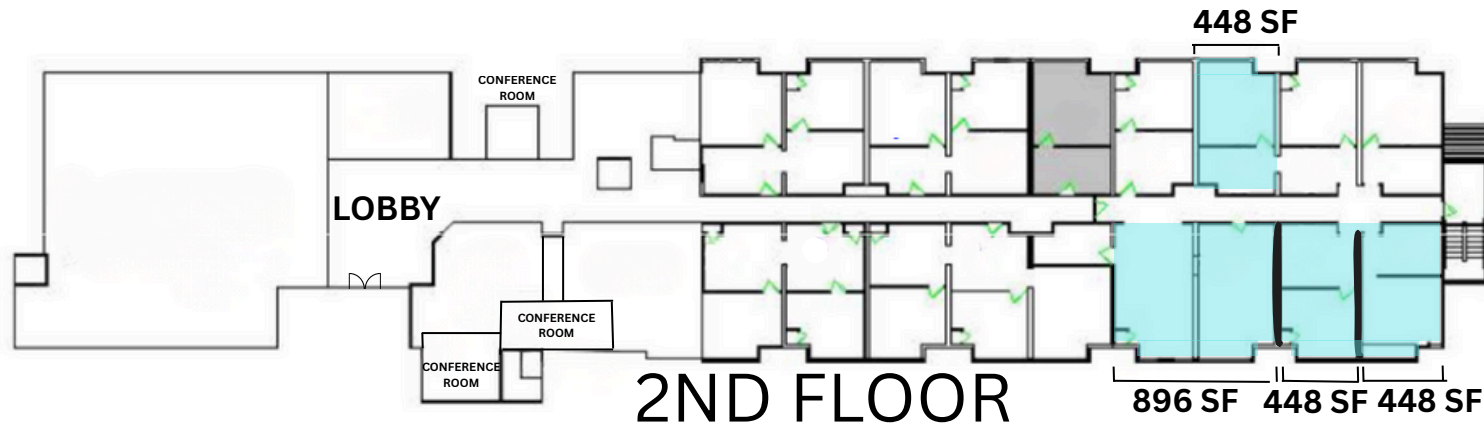 448 SF
CONFERENCE
ROOM
LOBBY
CONFERENCE
ROOM
CONFERENCE
ROOM
2ND FLOOR
896 SF
448 SF
448 SF